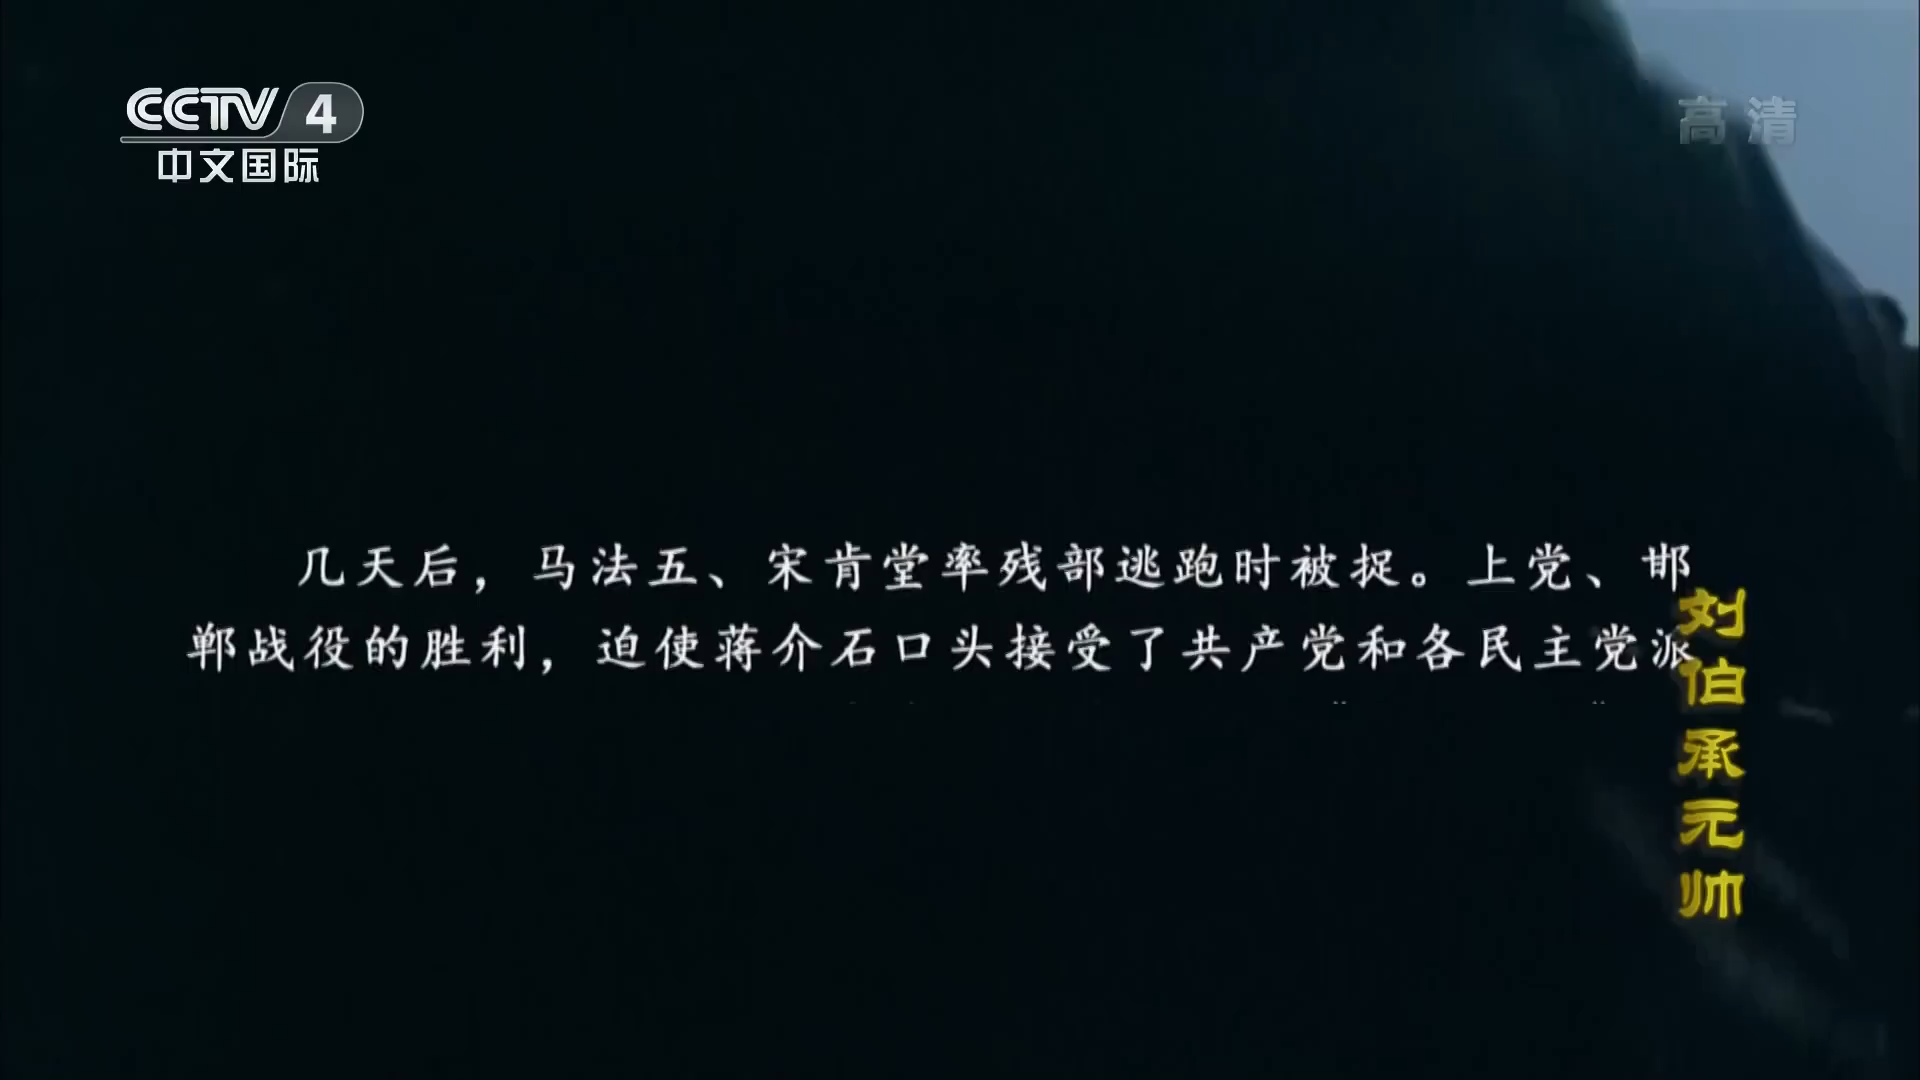 CCTV 4
中文国际
高清
几天后，马法五、宋肯堂率残部逃跑时被捉。上党、邯
郸战役的胜利，迫使蒋介石口头接受了共产党和各民主党派
刘伯承元帅